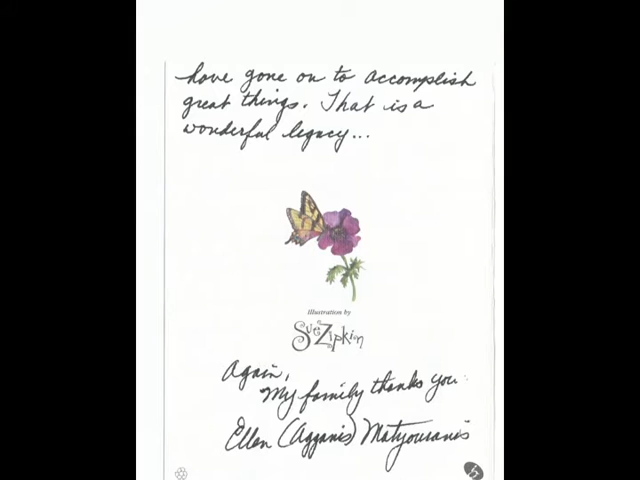 have gone on to accomplish
great things. That is a
wonderful legacy...
Illustration by
Sue Zipkin
Again,
My family thanks you
Ellen (Agganis) Matyouranis